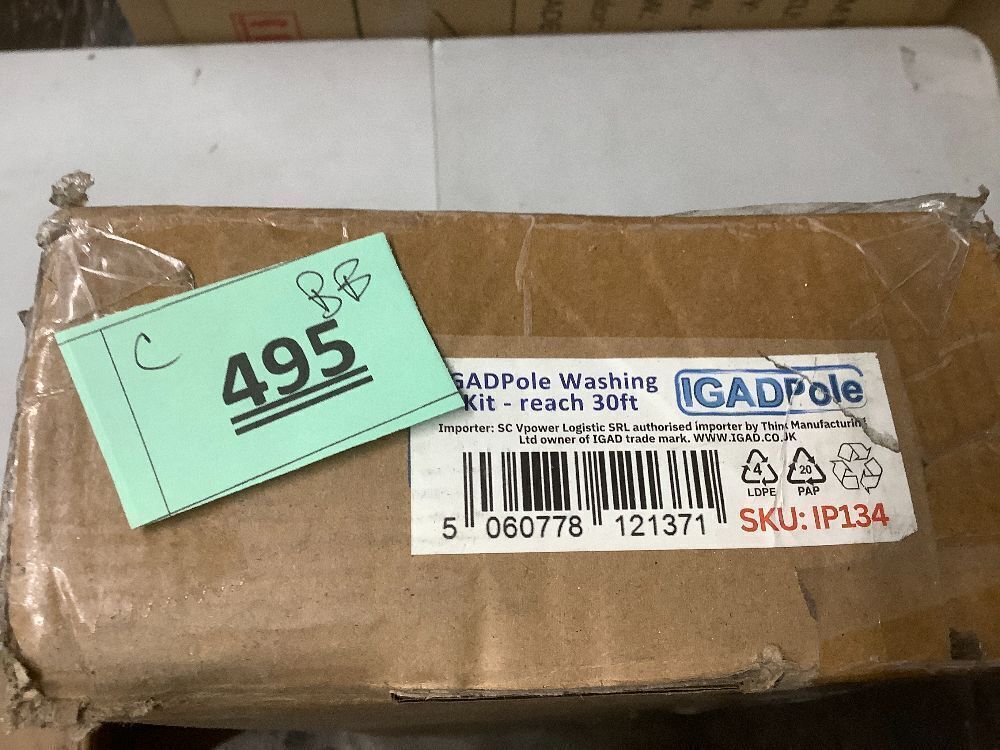 C
BB
495
GADPole Washing
Kit - reach 30ft
IGADPole
Importer: SC Vpower Logistic SRL authorised importer by Think Manufacturing
Ltd owner of IGAD trade mark. WWW.IGAD.CO.UK
4
LDPE
20
PAP
5 060778 121371
SKU: IP134